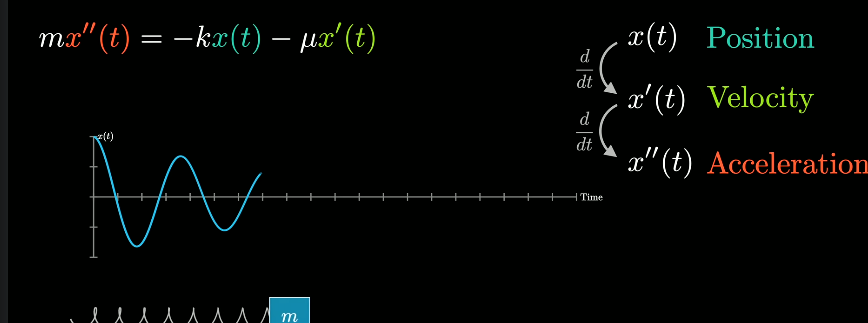 mx''(t) = −kx(t) − μx'(t)
x(t) Position
d/dt
x'(t) Velocity
d/dt
x''(t) Acceleration
x(t)
Time
m